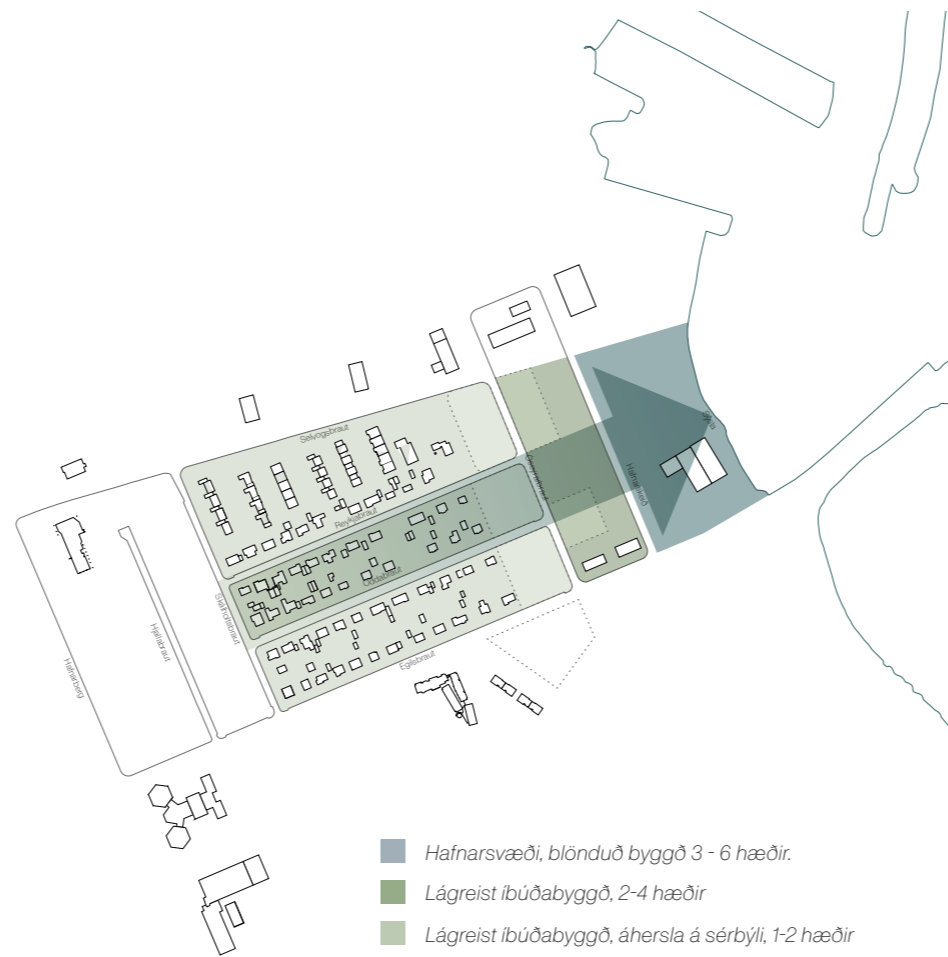 Selvogsbraut
Reykjabraut
Oddabraut
Egilsbraut
Skálholtsbraut
Hjallabraut
Hafnarberg
Hafnarskeið
Hafnarsvæði, blönduð byggð 3 - 6 hæðir.
Lágreist íbúðabyggð, 2-4 hæðir
Lágreist íbúðabyggð, áhersla á sérbýli, 1-2 hæðir